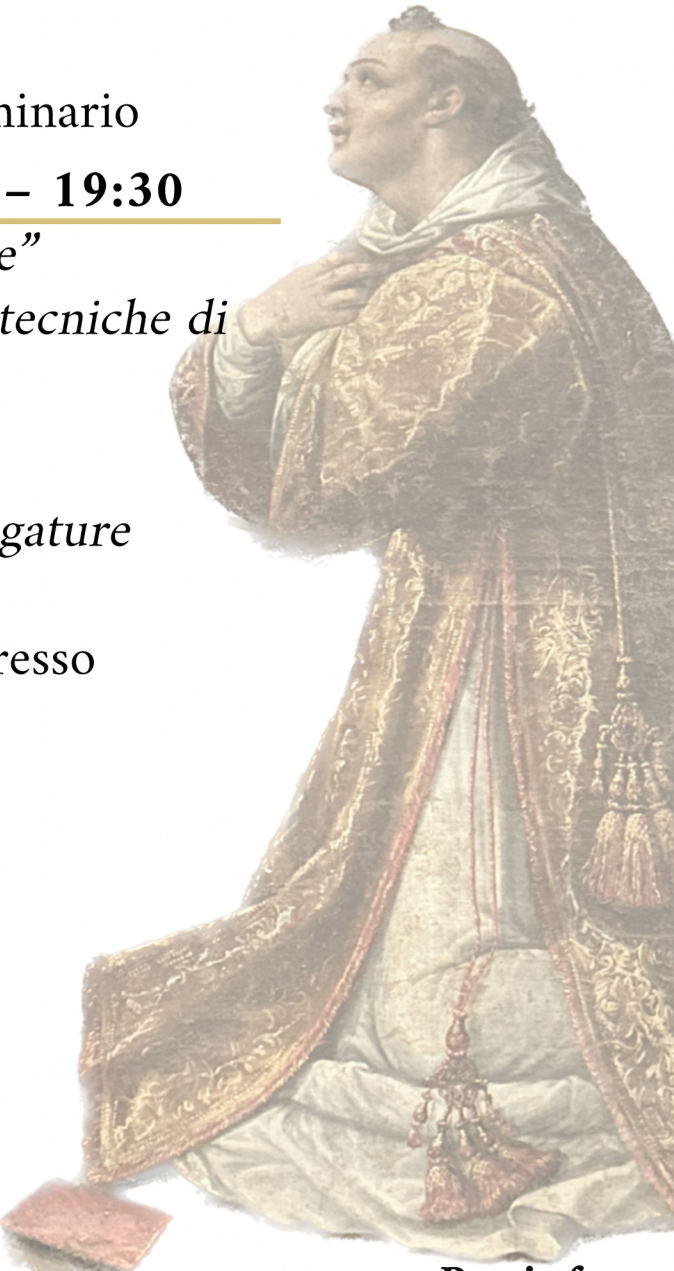 minario
– 19:30
e”
tecniche di
gature
resso